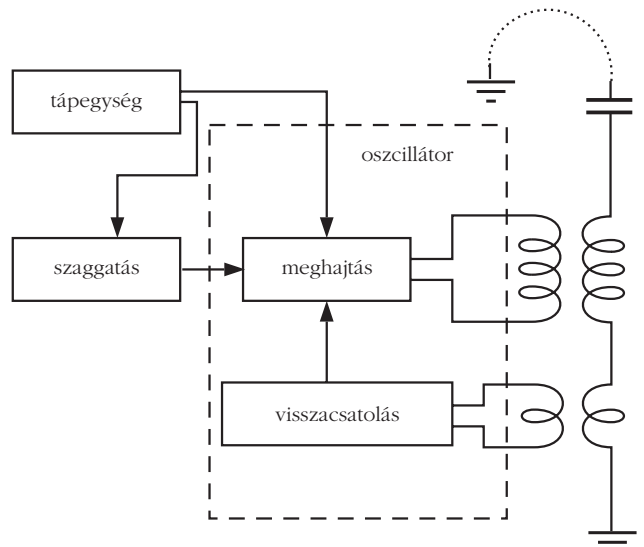 tápegység
oszcillátor
szaggatás
meghajtás
visszacsatolás